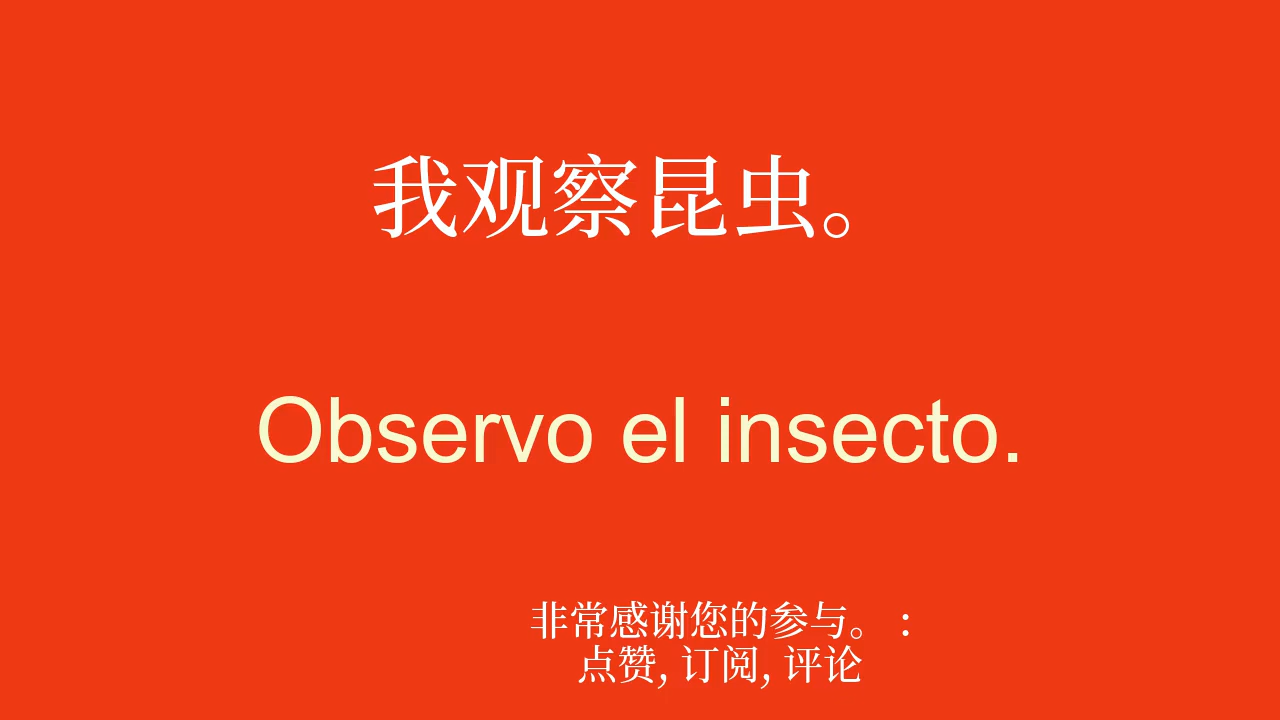 我观察昆虫。
Observo el insecto.
非常感谢您的参与。 :
点赞, 订阅, 评论